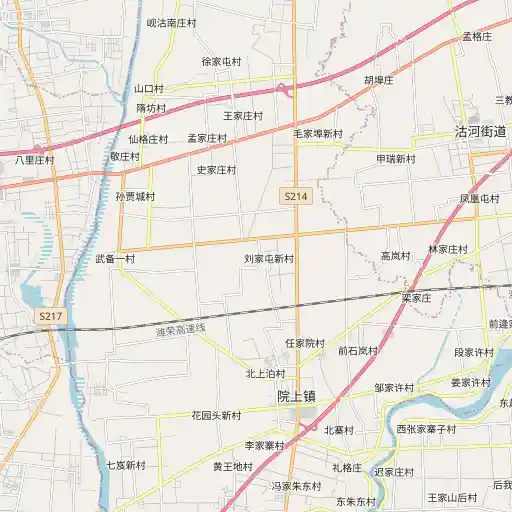 岘沽南庄村
孟格庄
徐家屯村
胡埠庄
山口村
隋坊村
三教
王家庄村
沽河街道
毛家埠新村
仙格庄村
孟家庄村
八里庄村
敬庄村
甲瑞新村
史家庄村
孙贾城村
S214
凤凰屯村
林家庄村
武备一村
刘家屯新村
高岚村
栾家庄
S217
潍荣高速线
任家院村
前逄家
前石岚村
段家村
北上泊村
姜家许村
邹家许村
院上镇
东赵
花园头新村
北寨村
西张家寨子村
李家寨村
七岌新村
黄王地村
礼格庄
迟家庄村
冯家朱东村
后我
东朱东村
王家山后村